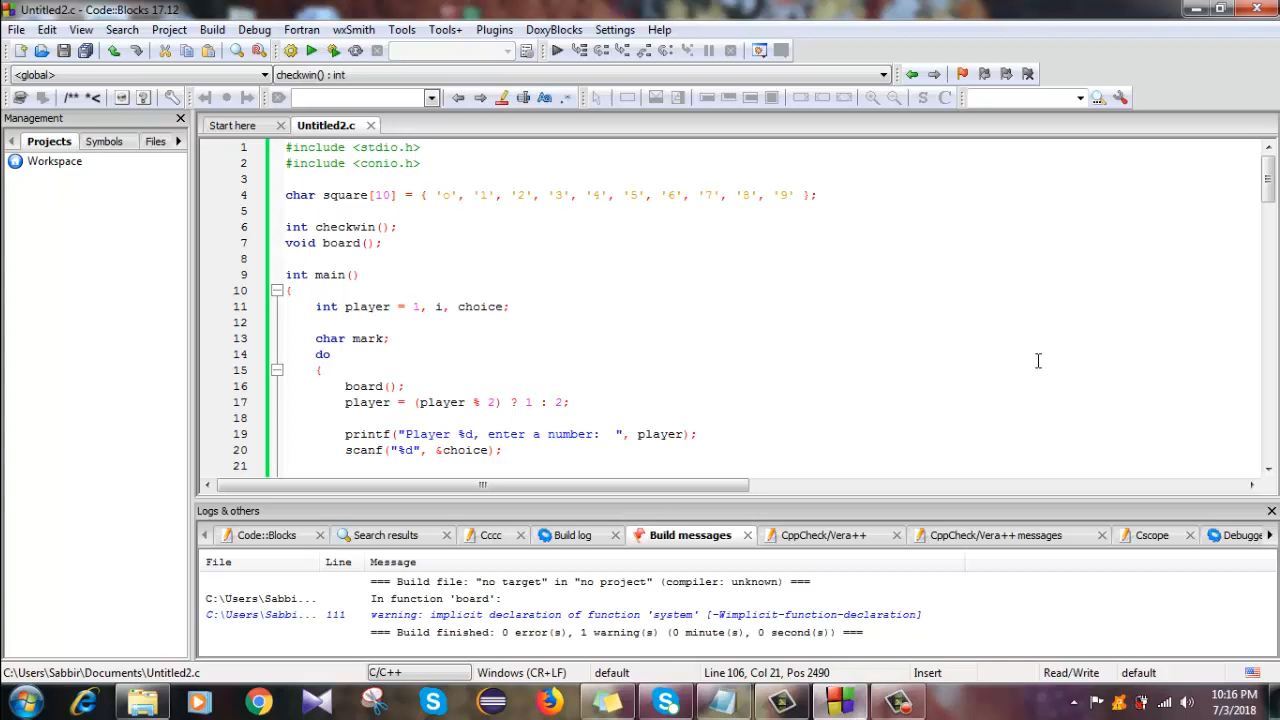 Untitled2.c - Code::Blocks 17.12
File Edit View Search Project Build Debug Fortran wxSmith Tools Tools+ Plugins DoxyBlocks Settings Help
<global> checkwin() : int
/** *< Aa .* S C
Management
Projects Symbols Files
Workspace
Start here Untitled2.c
1 #include <stdio.h>
2 #include <conio.h>
3
4 char square[10] = { 'o', '1', '2', '3', '4', '5', '6', '7', '8', '9' };
5
6 int checkwin();
7 void board();
8
9 int main()
10 {
11 int player = 1, i, choice;
12
13 char mark;
14 do
15 {
16 board();
17 player = (player % 2) ? 1 : 2;
18
19 printf("Player %d, enter a number:  ", player);
20 scanf("%d", &choice);
21
Logs & others
Code::Blocks Search results Cccc Build log Build messages CppCheck/Vera++ CppCheck/Vera++ messages Cscope Debugge
File Line Message
=== Build file: "no target" in "no project" (compiler: unknown) ===
C:\Users\Sabbi... In function 'board':
C:\Users\Sabbi... 111 warning: implicit declaration of function 'system' [-Wimplicit-function-declaration]
=== Build finished: 0 error(s), 1 warning(s) (0 minute(s), 0 second(s)) ===
C:\Users\Sabbir\Documents\Untitled2.c C/C++ Windows (CR+LF) default Line 106, Col 21, Pos 2490 Insert Read/Write default
10:16 PM
7/3/2018